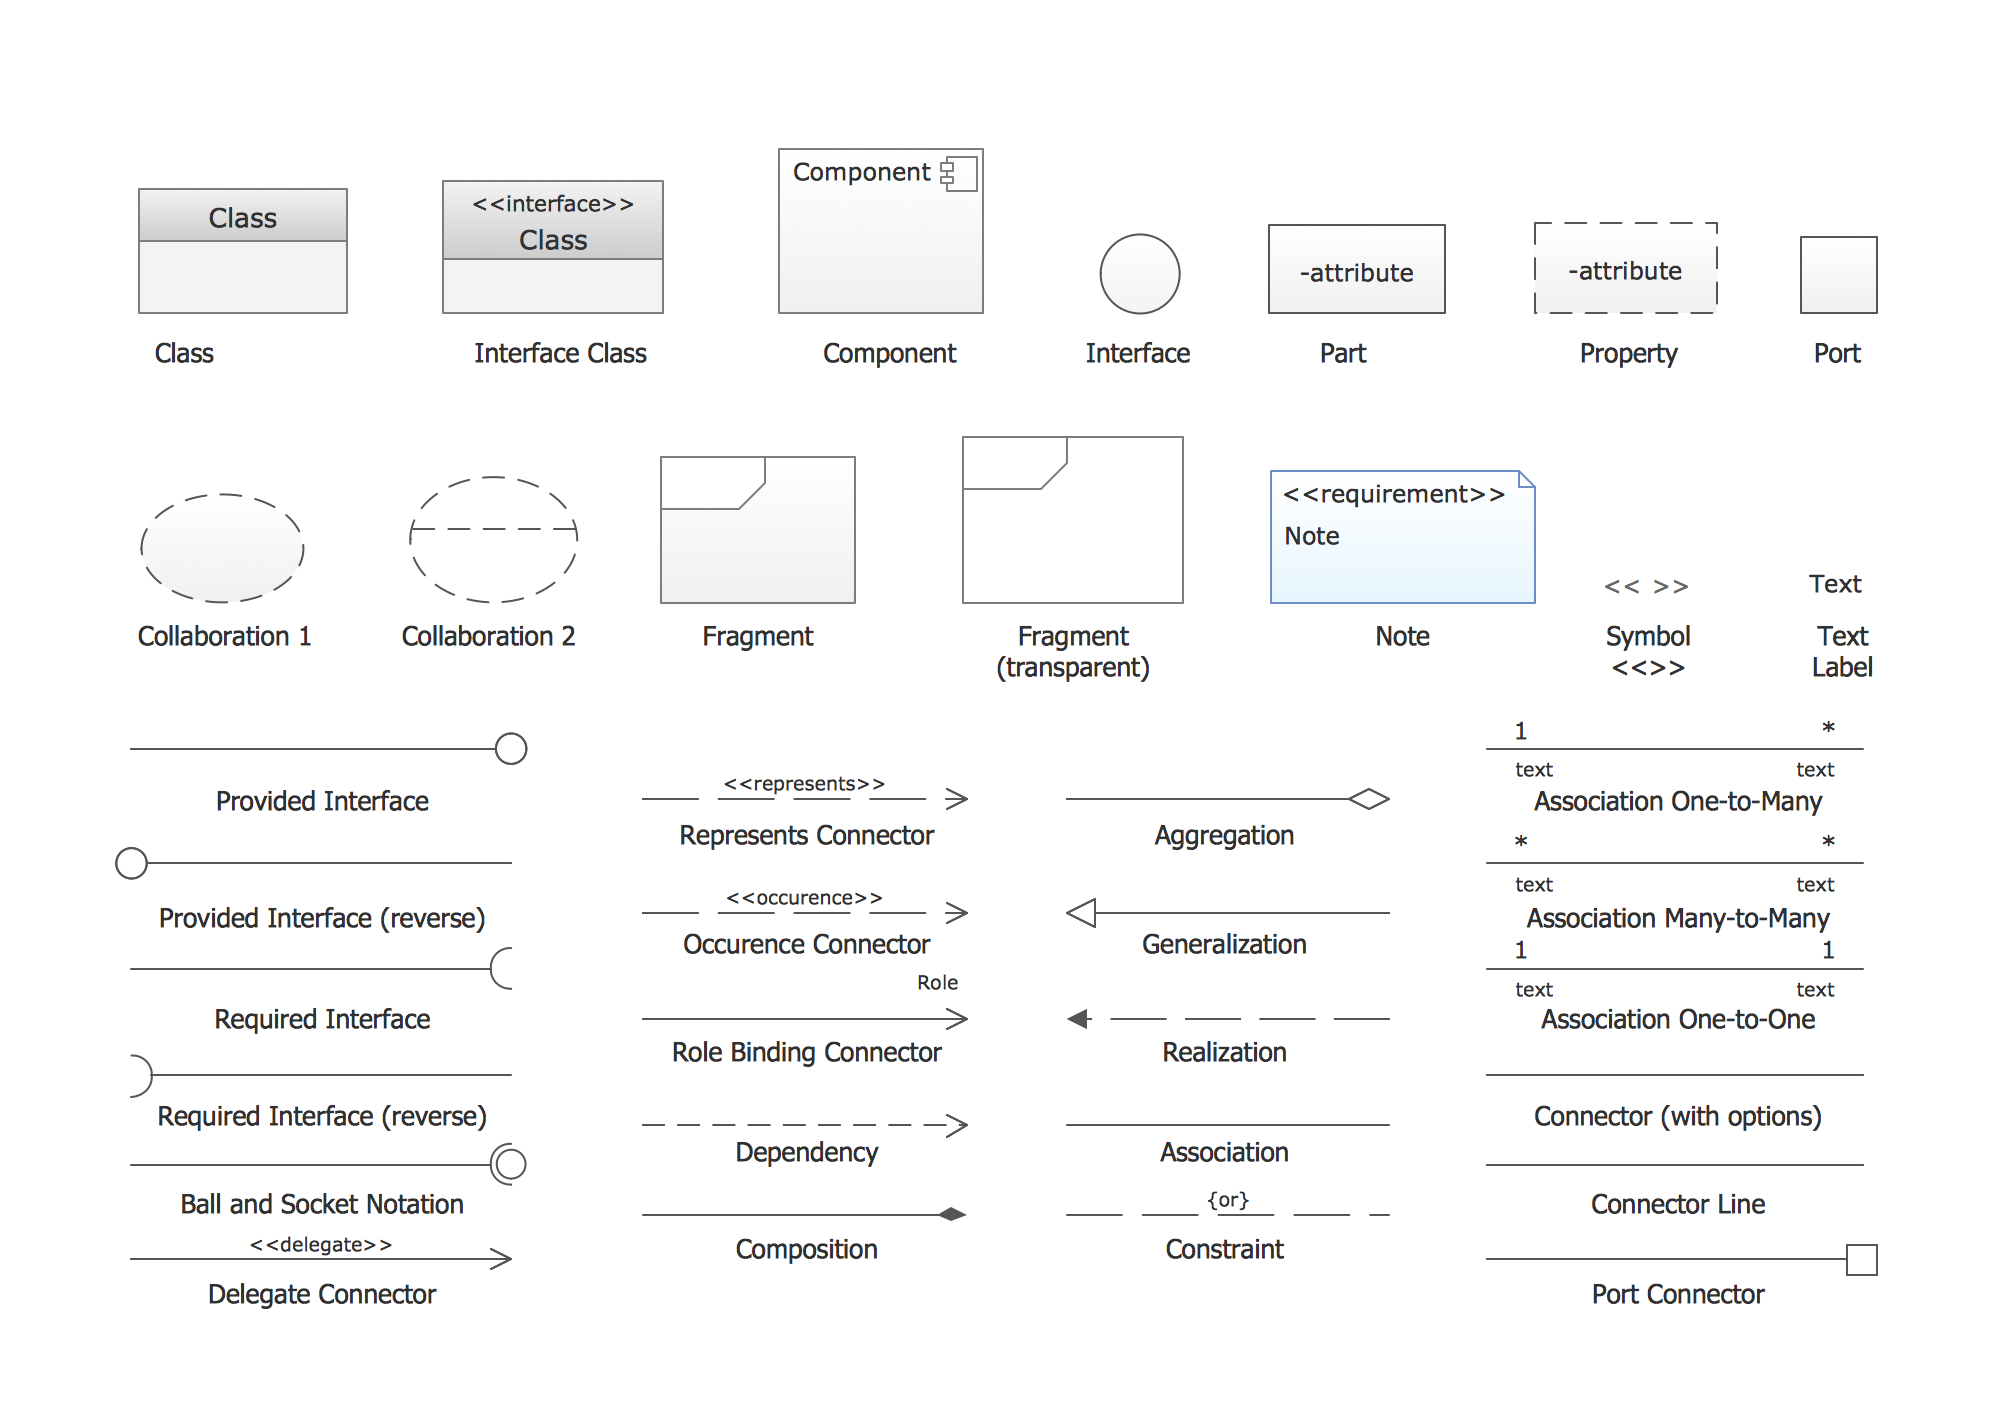 Class
<<interface>>
Class
Component
-attribute
-attribute
Class
Interface Class
Component
Interface
Part
Property
Port
<<requirement>>
Note
<< >>
Text
Collaboration 1
Collaboration 2
Fragment
Fragment
(transparent)
Note
Symbol
<<>>
Text
Label
Provided Interface
Provided Interface (reverse)
Required Interface
Required Interface (reverse)
Ball and Socket Notation
<<delegate>>
Delegate Connector
<<represents>>
Represents Connector
<<occurence>>
Occurence Connector
Role
Role Binding Connector
Dependency
Composition
Aggregation
Generalization
Realization
Association
{or}
Constraint
1 *
text text
Association One-to-Many
* *
text text
Association Many-to-Many
1 1
text text
Association One-to-One
Connector (with options)
Connector Line
Port Connector